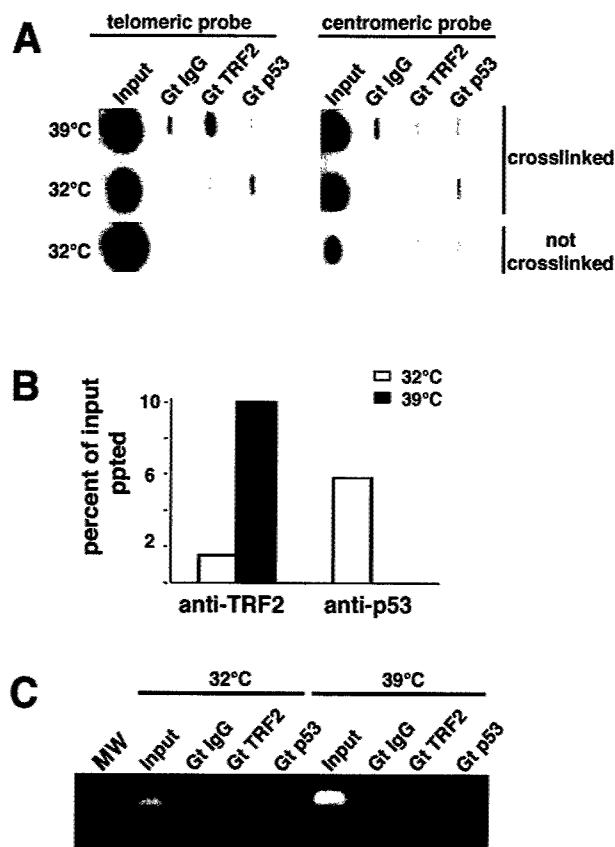 A
telomeric probe
centromeric probe
Input
Gt IgG
Gt TRF2
Gt p53
Input
Gt IgG
Gt TRF2
Gt p53
39°C
32°C
32°C
crosslinked
not
crosslinked
B
percent of input
ppted
10
6
2
32°C
39°C
anti-TRF2
anti-p53
C
32°C
39°C
MW
Input
Gt IgG
Gt TRF2
Gt p53
Input
Gt IgG
Gt TRF2
Gt p53